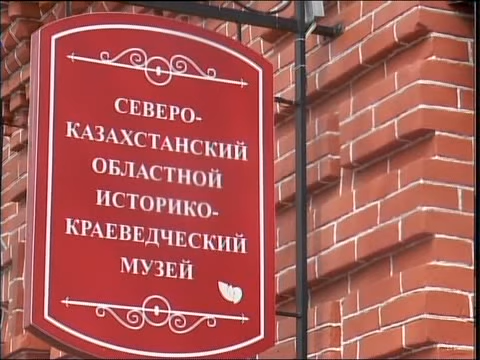 СЕВЕРО-
КАЗАХСТАНСКИЙ
ОБЛАСТНОЙ
ИСТОРИКО-
КРАЕВЕДЧЕСКИЙ
МУЗЕЙ